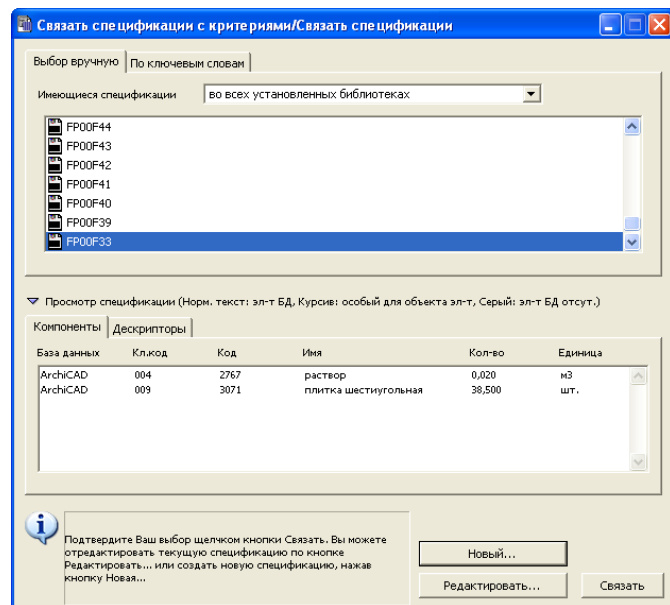 Связать спецификации с критериями/Связать спецификации
Выбор вручную По ключевым словам
Имеющиеся спецификации во всех установленных библиотеках
FP00F44
FP00F43
FP00F42
FP00F41
FP00F40
FP00F39
FP00F33
Просмотр спецификации (Норм. текст: эл-т БД, Курсив: особый для объекта эл-т, Серый: эл-т БД отсут.)
Компоненты Дескрипторы
База данных Кл.код Код Имя Кол-во Единица
ArchiCAD 004 2767 раствор 0,020 м3
ArchiCAD 009 3071 плитка шестиугольная 38,500 шт.
Подтвердите Ваш выбор щелчком кнопки Связать. Вы можете
отредактировать текущую спецификацию по кнопке
Редактировать... или создать новую спецификацию, нажав
кнопку Новая...
Новый...
Редактировать... Связать